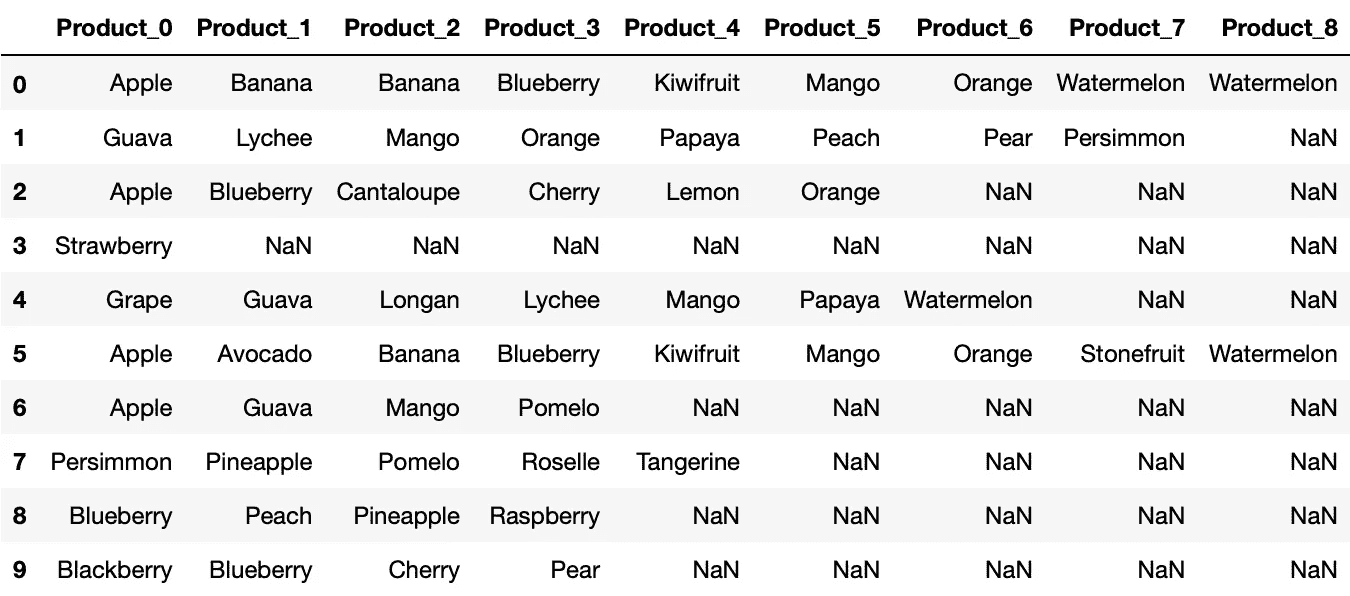 Product_0 Product_1 Product_2 Product_3 Product_4 Product_5 Product_6 Product_7 Product_8
0 Apple Banana Banana Blueberry Kiwifruit Mango Orange Watermelon Watermelon
1 Guava Lychee Mango Orange Papaya Peach Pear Persimmon NaN
2 Apple Blueberry Cantaloupe Cherry Lemon Orange NaN NaN NaN
3 Strawberry NaN NaN NaN NaN NaN NaN NaN NaN
4 Grape Guava Longan Lychee Mango Papaya Watermelon NaN NaN
5 Apple Avocado Banana Blueberry Kiwifruit Mango Orange Stonefruit Watermelon
6 Apple Guava Mango Pomelo NaN NaN NaN NaN NaN
7 Persimmon Pineapple Pomelo Roselle Tangerine NaN NaN NaN NaN
8 Blueberry Peach Pineapple Raspberry NaN NaN NaN NaN NaN
9 Blackberry Blueberry Cherry Pear NaN NaN NaN NaN NaN